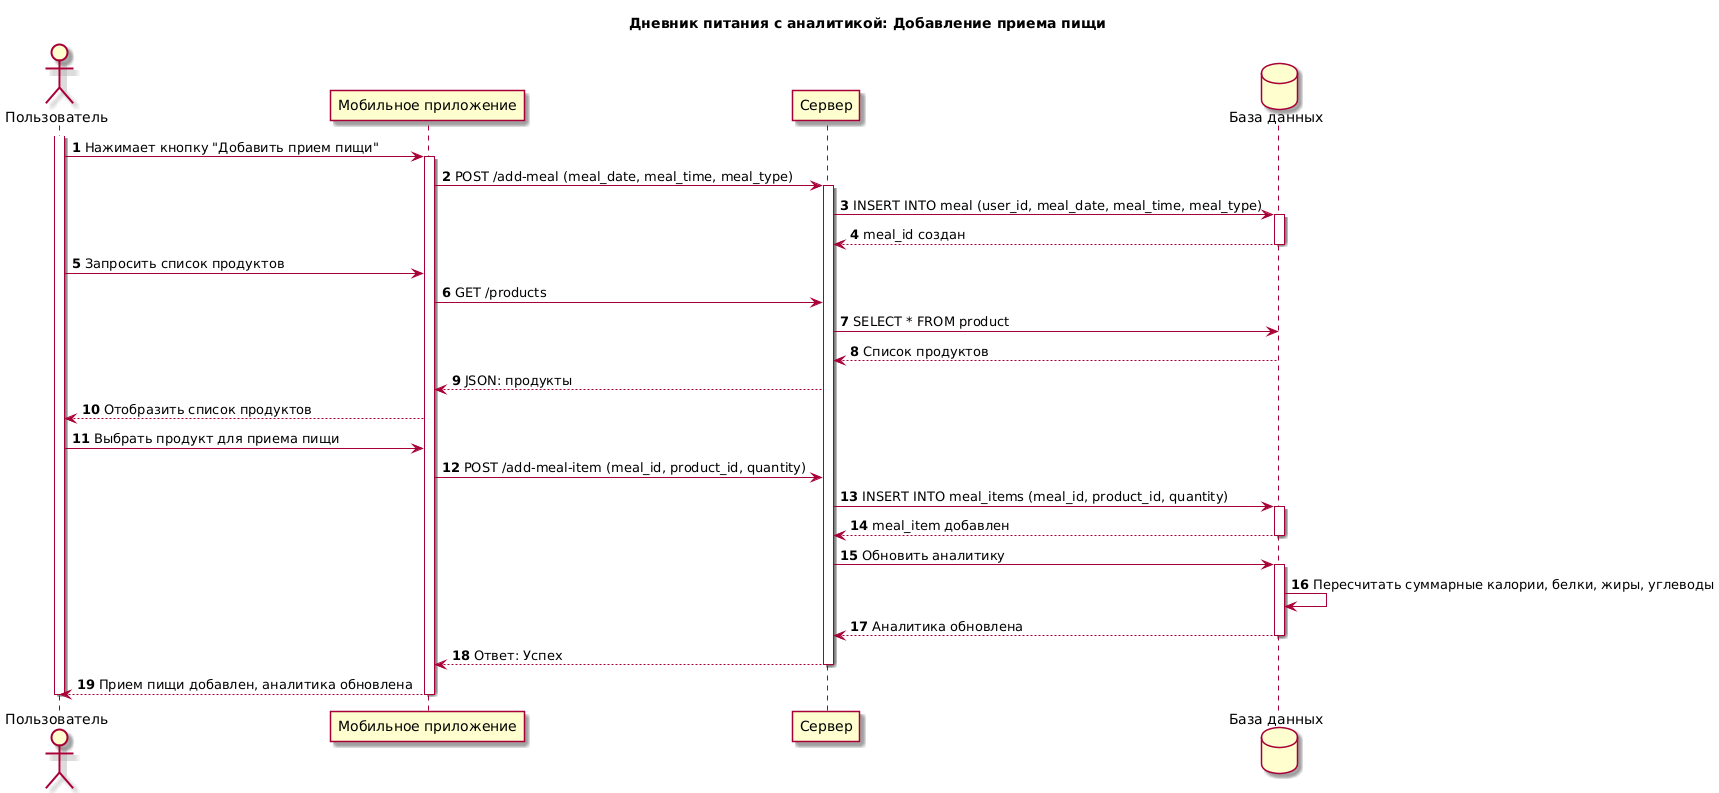 Дневник питания с аналитикой: Добавление приема пищи
Пользователь
Мобильное приложение
Сервер
База данных
1 Нажимает кнопку "Добавить прием пищи"
2 POST /add-meal (meal_date, meal_time, meal_type)
3 INSERT INTO meal (user_id, meal_date, meal_time, meal_type)
4 meal_id создан
5 Запросить список продуктов
6 GET /products
7 SELECT * FROM product
8 Список продуктов
9 JSON: продукты
10 Отобразить список продуктов
11 Выбрать продукт для приема пищи
12 POST /add-meal-item (meal_id, product_id, quantity)
13 INSERT INTO meal_items (meal_id, product_id, quantity)
14 meal_item добавлен
15 Обновить аналитику
16 Пересчитать суммарные калории, белки, жиры, углеводы
17 Аналитика обновлена
18 Ответ: Успех
19 Прием пищи добавлен, аналитика обновлена
Пользователь
Мобильное приложение
Сервер
База данных